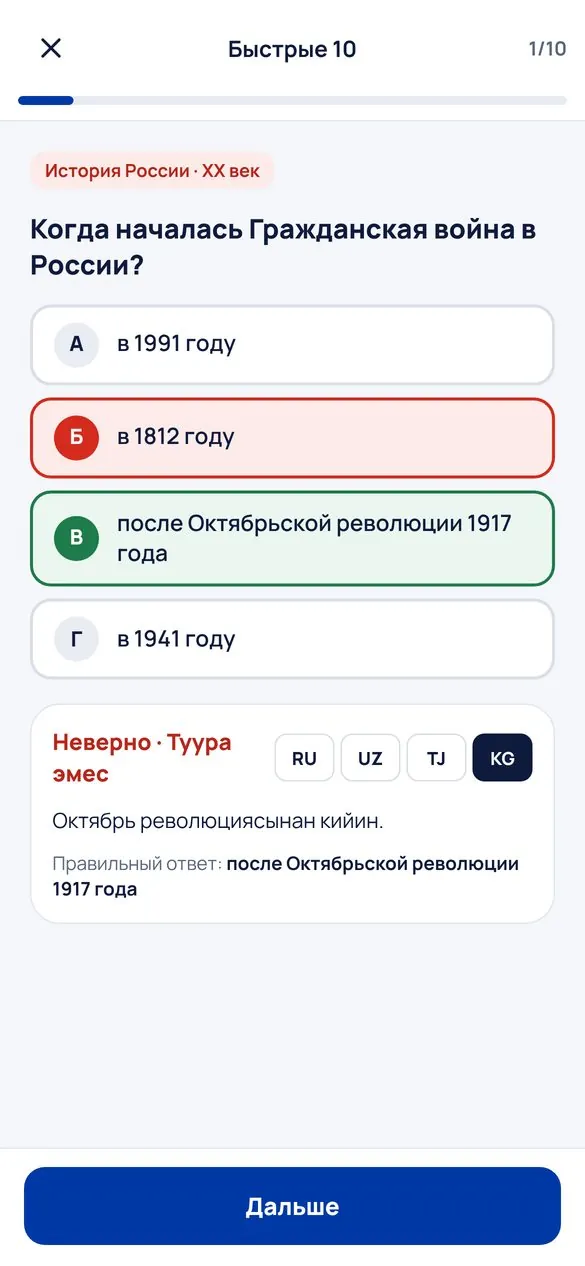 Быстрые 10
1/10
История России · XX век
Когда началась Гражданская война в
России?
А
в 1991 году
Б
в 1812 году
В
после Октябрьской революции 1917
года
Г
в 1941 году
Неверно · Туура
эмес
RU
UZ
TJ
KG
Октябрь революциясынан кийин.
Правильный ответ: после Октябрьской революции
1917 года
Дальше